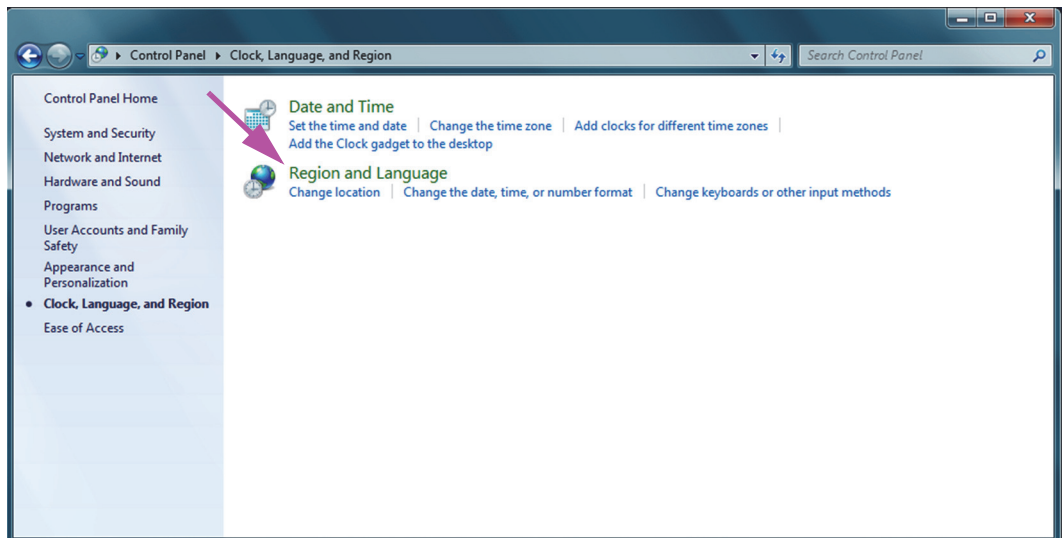 Control Panel ▸ Clock, Language, and Region
Search Control Panel
Control Panel Home
System and Security
Network and Internet
Hardware and Sound
Programs
User Accounts and Family
Safety
Appearance and
Personalization
• Clock, Language, and Region
Ease of Access
Date and Time
Set the time and date | Change the time zone | Add clocks for different time zones |
Add the Clock gadget to the desktop
Region and Language
Change location | Change the date, time, or number format | Change keyboards or other input methods